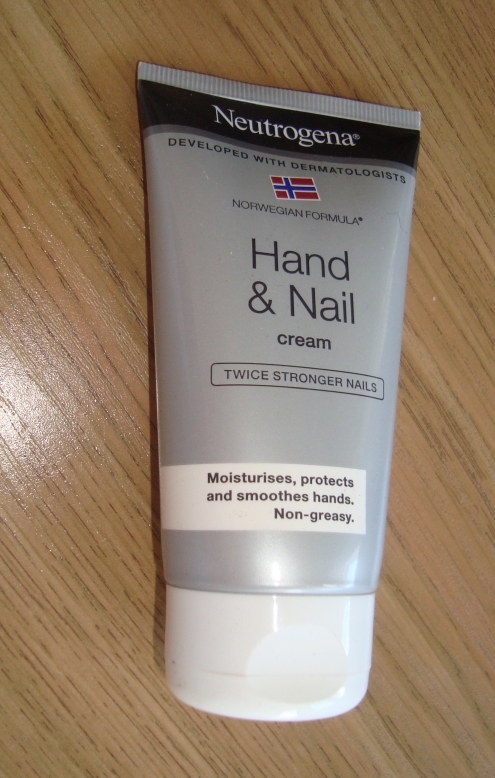 Neutrogena®
DEVELOPED WITH DERMATOLOGISTS
NORWEGIAN FORMULA®
Hand
& Nail
cream
TWICE STRONGER NAILS
Moisturises, protects
and smoothes hands.
Non-greasy.